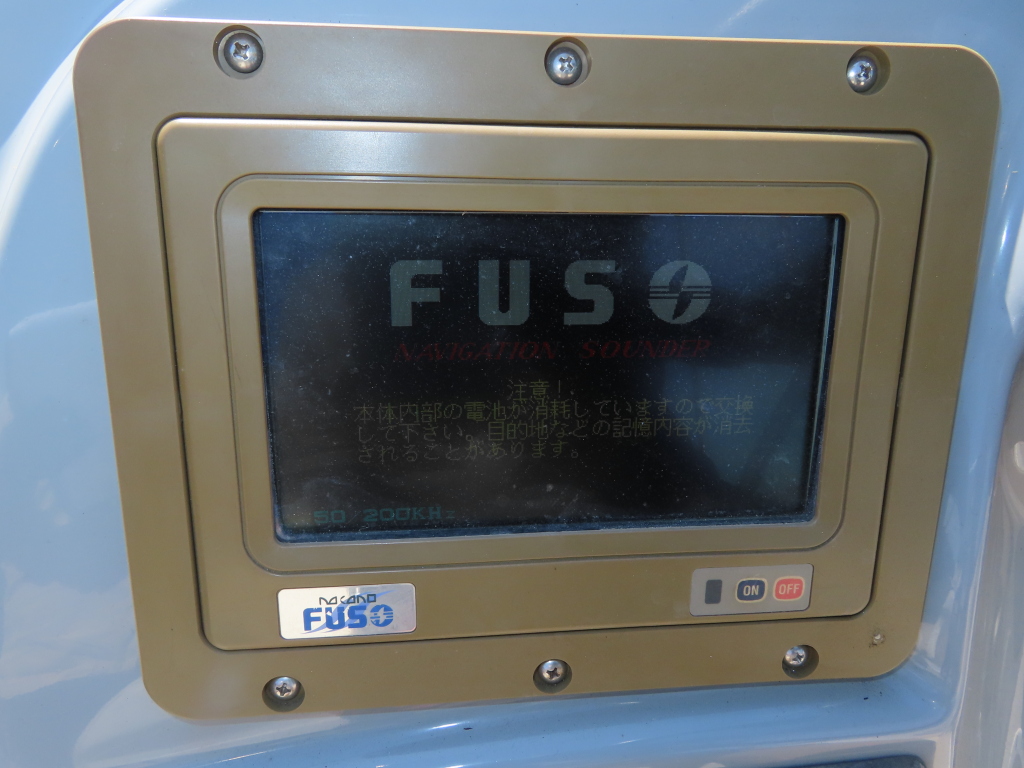 FUSO
NAVIGATION SOUNDER
注意!
本体内部の電池が消耗していますので交換
して下さい。目的地などの記憶内容が消去
されることがあります。
50/200KHz
NAKANO
FUSO
ON OFF